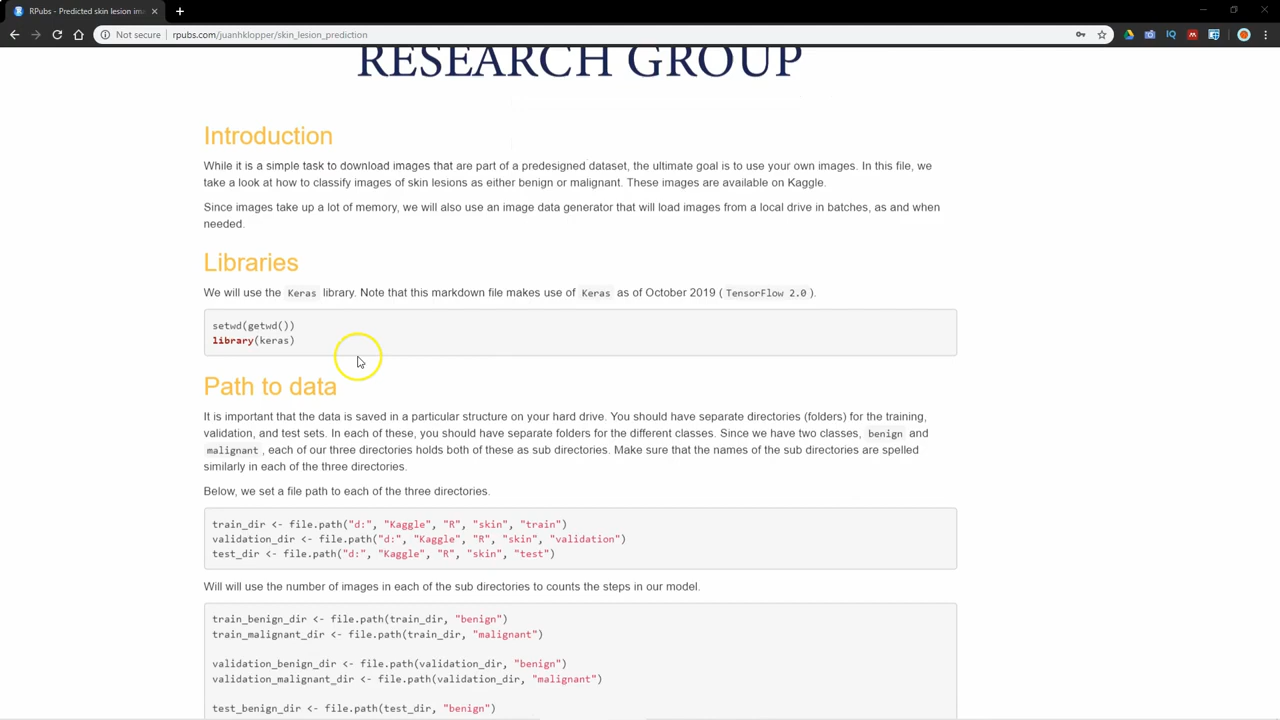 RPubs - Predicted skin lesion ima
Not secure | rpubs.com/juanhklopper/skin_lesion_prediction
RESEARCH GROUP
Introduction
While it is a simple task to download images that are part of a predesigned dataset, the ultimate goal is to use your own images. In this file, we
take a look at how to classify images of skin lesions as either benign or malignant. These images are available on Kaggle.
Since images take up a lot of memory, we will also use an image data generator that will load images from a local drive in batches, as and when
needed.
Libraries
We will use the Keras library. Note that this markdown file makes use of Keras as of October 2019 ( TensorFlow 2.0 ).
setwd(getwd())
library(keras)
Path to data
It is important that the data is saved in a particular structure on your hard drive. You should have separate directories (folders) for the training,
validation, and test sets. In each of these, you should have separate folders for the different classes. Since we have two classes, benign and
malignant , each of our three directories holds both of these as sub directories. Make sure that the names of the sub directories are spelled
similarly in each of the three directories.
Below, we set a file path to each of the three directories.
train_dir <- file.path("d:", "Kaggle", "R", "skin", "train")
validation_dir <- file.path("d:", "Kaggle", "R", "skin", "validation")
test_dir <- file.path("d:", "Kaggle", "R", "skin", "test")
Will will use the number of images in each of the sub directories to counts the steps in our model.
train_benign_dir <- file.path(train_dir, "benign")
train_malignant_dir <- file.path(train_dir, "malignant")
validation_benign_dir <- file.path(validation_dir, "benign")
validation_malignant_dir <- file.path(validation_dir, "malignant")
test_benign_dir <- file.path(test_dir, "benign")